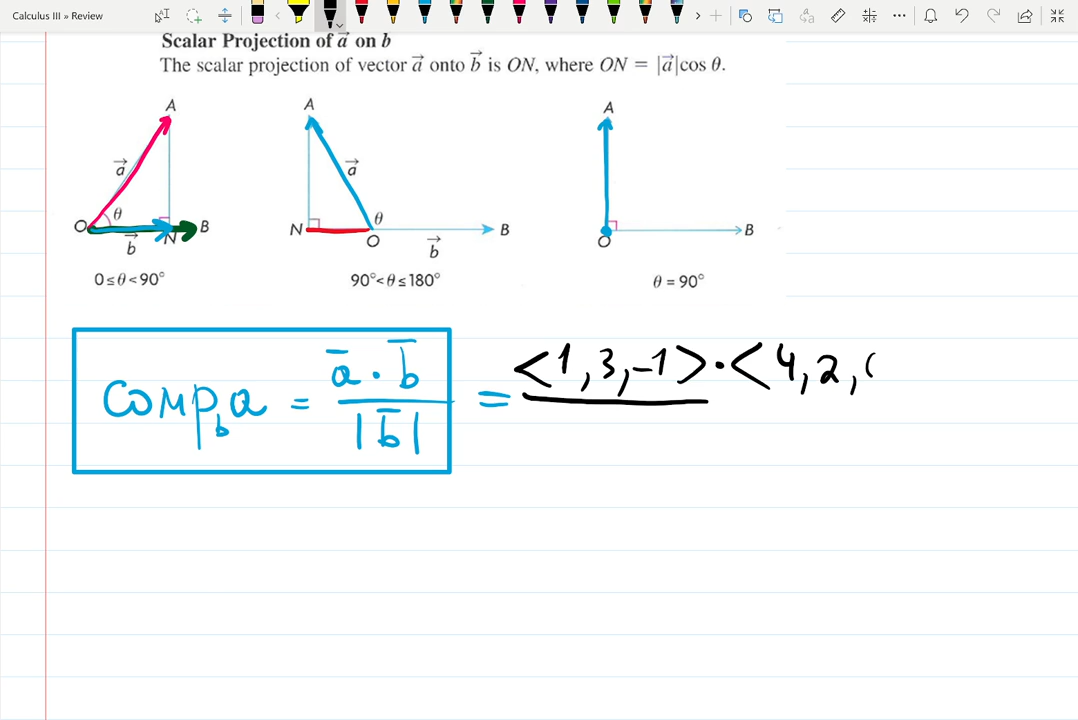 Calculus III » Review
Scalar Projection of a⃗ on b
The scalar projection of vector a⃗ onto b⃗ is ON, where ON = |a⃗|cos θ.
A
a⃗
θ
O
N
B
b⃗
0≤θ<90°
A
a⃗
θ
N
O
B
b⃗
90°<θ≤180°
A
O
B
θ = 90°
comp_b a = (a̅ · b̅) / |b̅| = <1, 3, -1> · <4, 2,